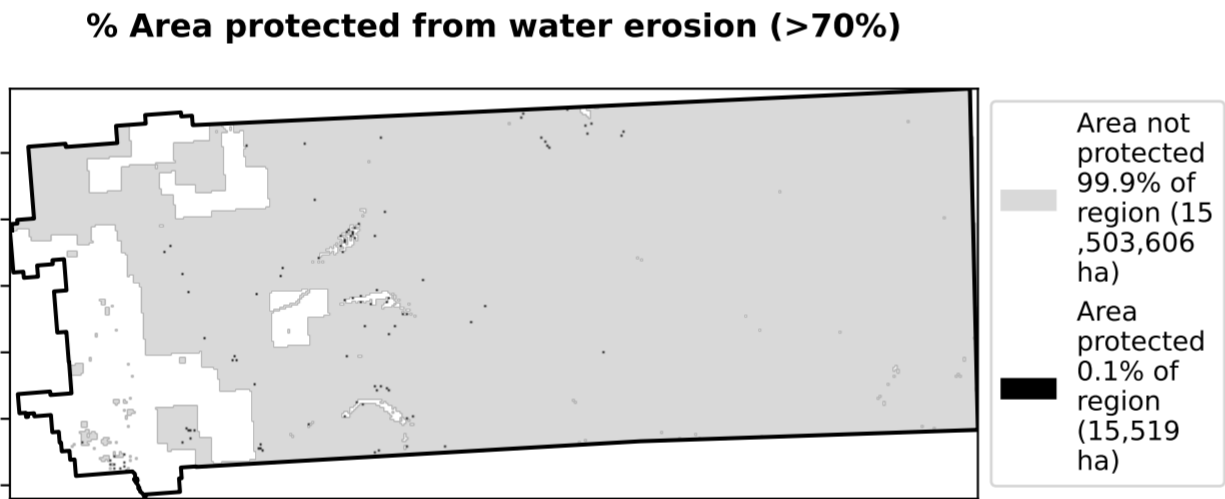 % Area protected from water erosion (>70%)
Area not
protected
99.9% of
region (15
,503,606
ha)
Area
protected
0.1% of
region
(15,519
ha)